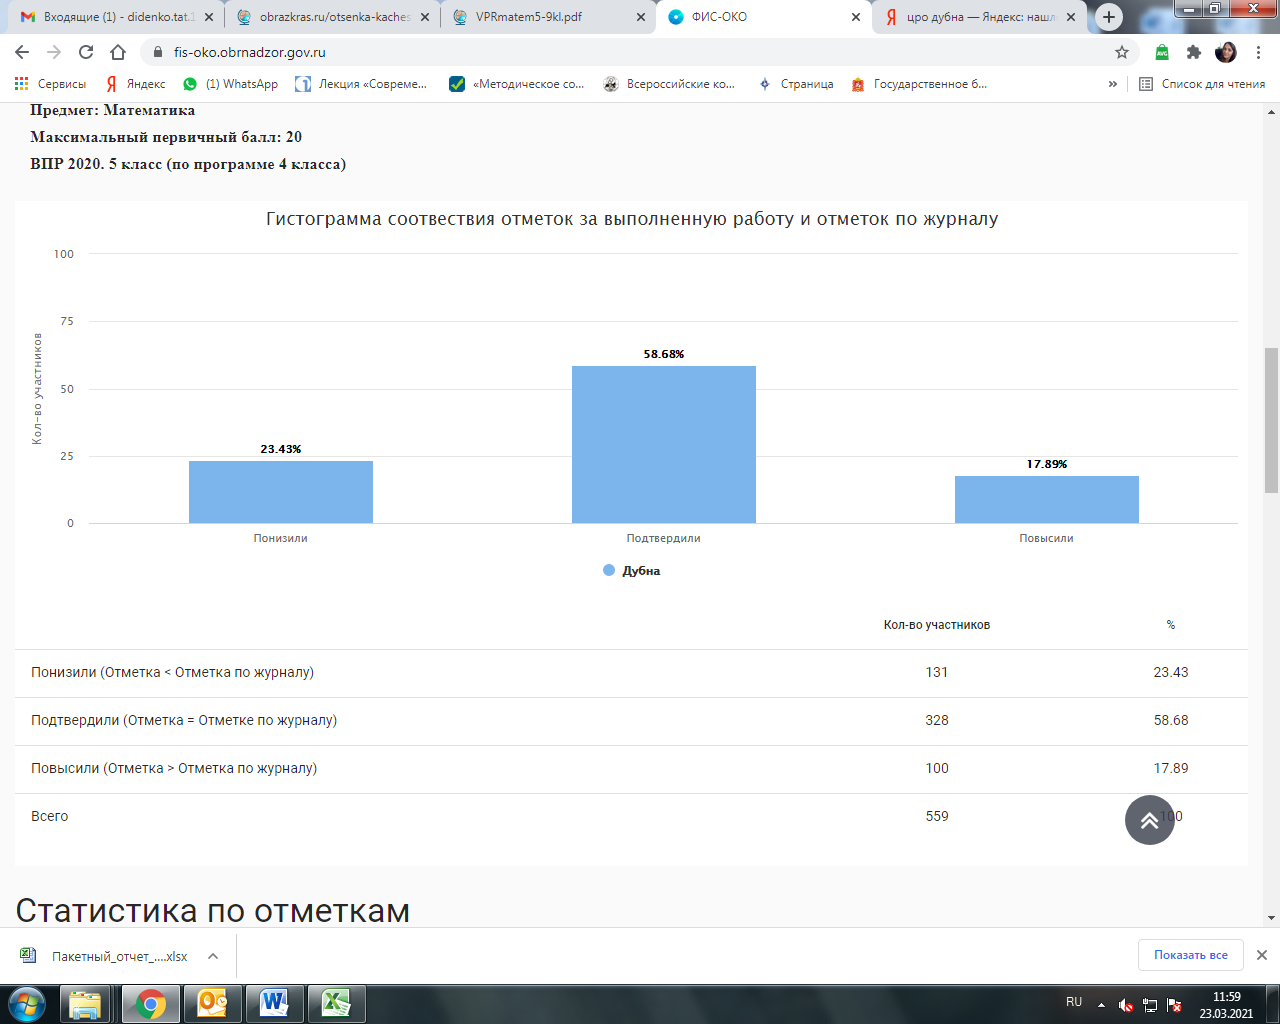 Входящие (1) - didenko.tat.1
obrazkras.ru/otsenka-kaches
VPRmatem5-9kl.pdf
ФИС-ОКО
цро дубна — Яндекс: нашл
fis-oko.obrnadzor.gov.ru
Сервисы
Яндекс
(1) WhatsApp
Лекция «Совреме...
«Методическое со...
Всероссийские ко...
Страница
Государственное б...
»
Список для чтения
Предмет: Математика
Максимальный первичный балл: 20
ВПР 2020. 5 класс (по программе 4 класса)
Гистограмма соотвествия отметок за выполненную работу и отметок по журналу
Кол-во участников
100
75
50
25
0
23.43%
58.68%
17.89%
Понизили
Подтвердили
Повысили
Дубна
Кол-во участников %
Понизили (Отметка < Отметка по журналу) 131 23.43
Подтвердили (Отметка = Отметке по журналу) 328 58.68
Повысили (Отметка > Отметка по журналу) 100 17.89
Всего 559 100
Статистика по отметкам
Пакетный_отчет_....xlsx
Показать все
RU
11:59
23.03.2021